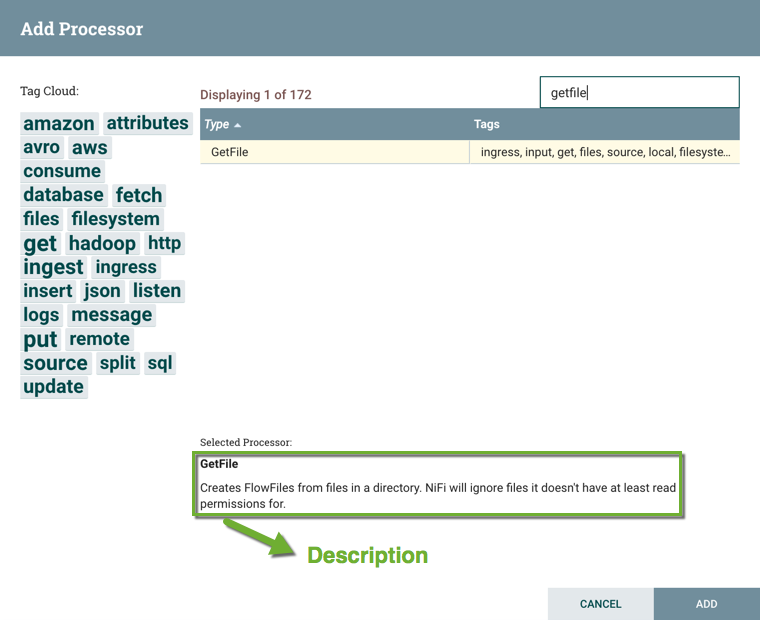 Add Processor
Tag Cloud:
Displaying 1 of 172
getfile
Type
Tags
GetFile
ingress, input, get, files, source, local, filesyste...
amazon attributes
avro aws
consume
database fetch
files filesystem
get hadoop http
ingest ingress
insert json listen
logs message
put remote
source split sql
update
Selected Processor:
GetFile
Creates FlowFiles from files in a directory. NiFi will ignore files it doesn't have at least read
permissions for.
Description
CANCEL
ADD